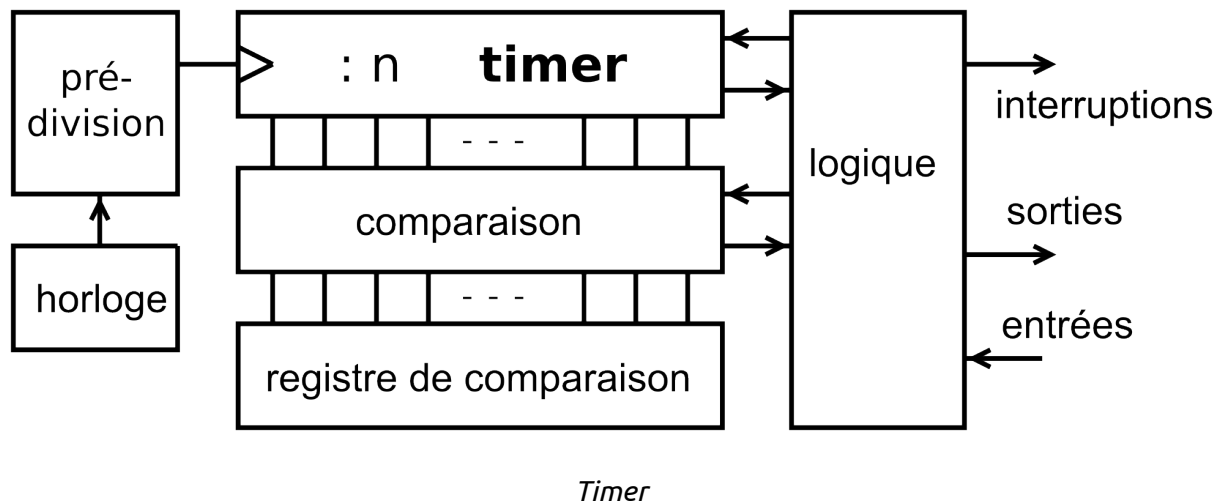 pré-
division
: n timer
- - -
comparaison
- - -
registre de comparaison
horloge
logique
interruptions
sorties
entrées
Timer